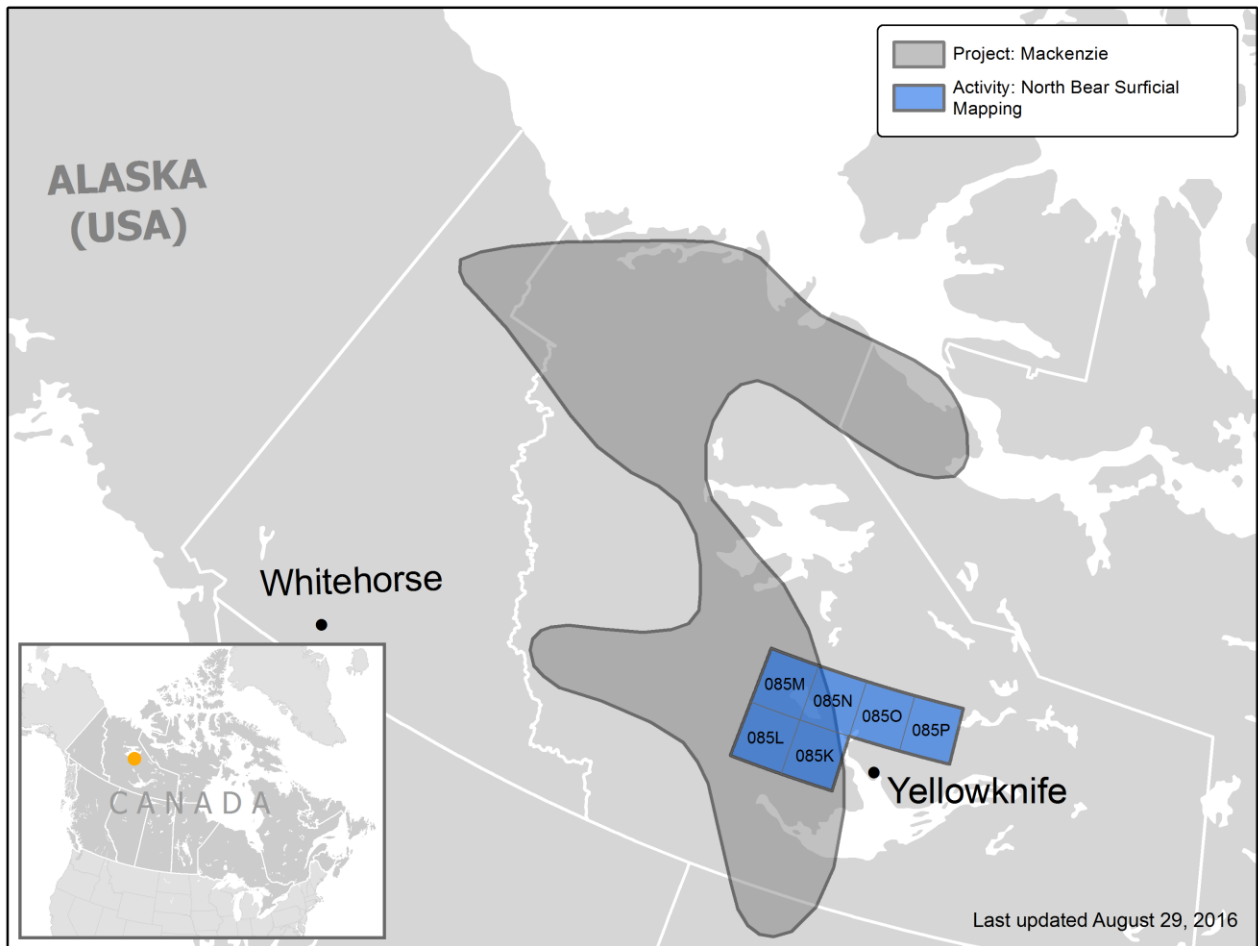 Project: Mackenzie
Activity: North Bear Surficial
Mapping
ALASKA
(USA)
Whitehorse
085M
085N
085O
085P
085L
085K
Yellowknife
CANADA
Last updated August 29, 2016